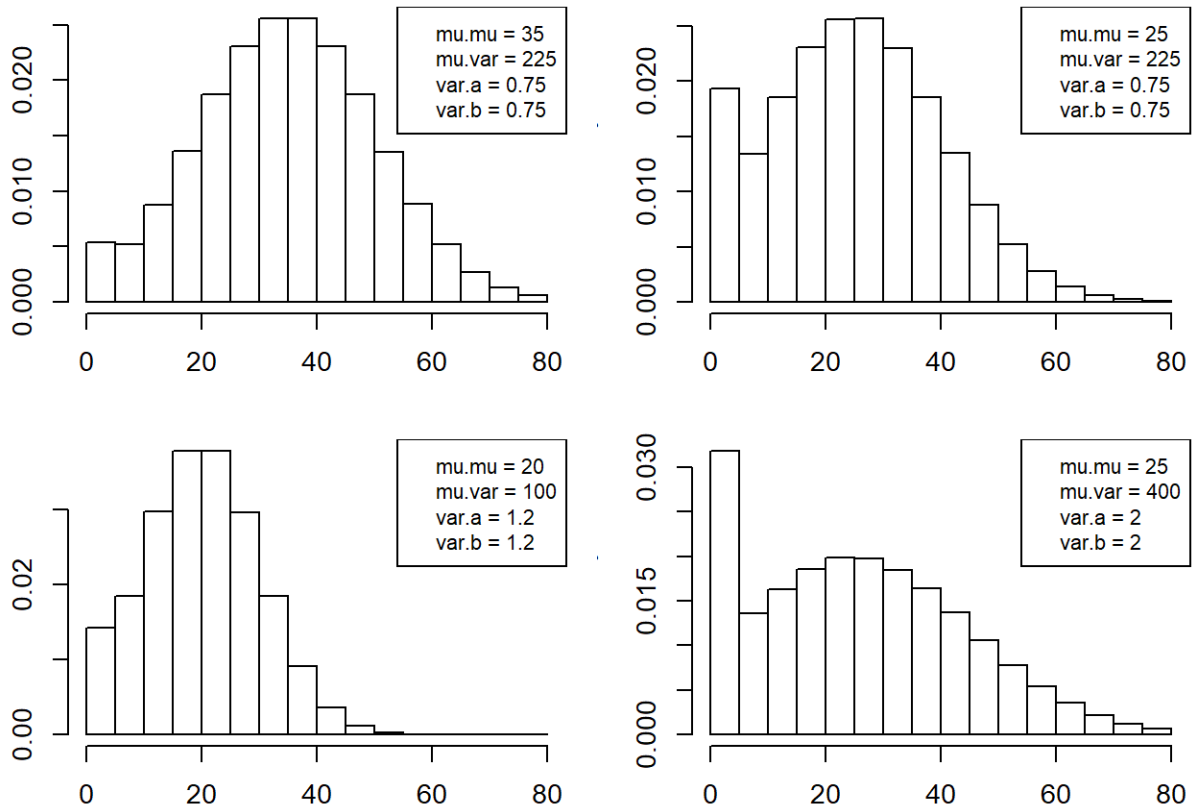 mu.mu = 35
mu.var = 225
var.a = 0.75
var.b = 0.75
0.000 0.010 0.020
0 20 40 60 80
mu.mu = 25
mu.var = 225
var.a = 0.75
var.b = 0.75
0.000 0.010 0.020
0 20 40 60 80
mu.mu = 20
mu.var = 100
var.a = 1.2
var.b = 1.2
0.00 0.02
0 20 40 60 80
mu.mu = 25
mu.var = 400
var.a = 2
var.b = 2
0.000 0.015 0.030
0 20 40 60 80